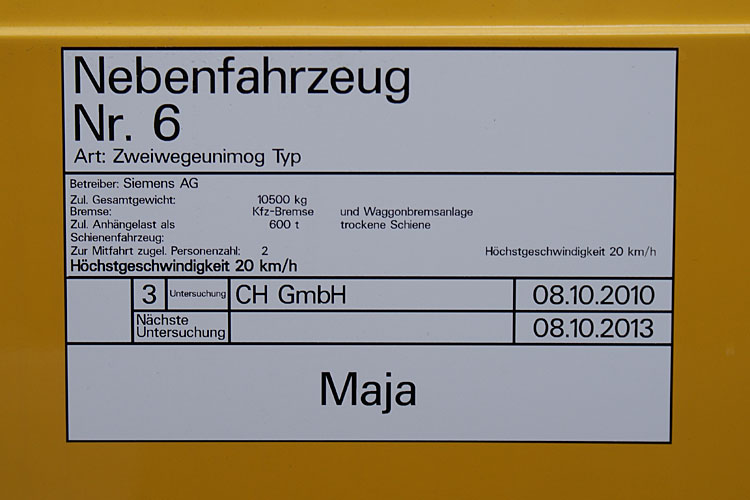 Nebenfahrzeug
Nr. 6
Art: Zweiwegeunimog Typ
Betreiber: Siemens AG
Zul. Gesamtgewicht: 10500 kg
Bremse: Kfz-Bremse und Waggonbremsanlage
Zul. Anhängelast als 600 t trockene Schiene
Schienenfahrzeug:
Zur Mitfahrt zugel. Personenzahl: 2 Höchstgeschwindigkeit 20 km/h
Höchstgeschwindigkeit 20 km/h
3 Untersuchung CH GmbH 08.10.2010
Nächste
Untersuchung 08.10.2013
Maja